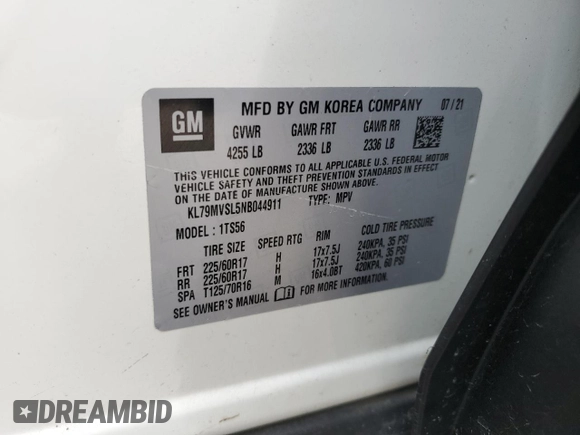 GM
MFD BY GM KOREA COMPANY 07/21
GVWR GAWR FRT GAWR RR
4255 LB 2336 LB 2336 LB
THIS VEHICLE CONFORMS TO ALL APPLICABLE U.S. FEDERAL MOTOR
VEHICLE SAFETY AND THEFT PREVENTION STANDARDS IN EFFECT
ON THE DATE OF MANUFACTURE SHOWN ABOVE.
KL79MVSL5NB044911 TYPE: MPV
MODEL : 1TS56
TIRE SIZE SPEED RTG RIM COLD TIRE PRESSURE
FRT 225/60R17 H 17x7.5J 240KPA, 35 PSI
RR 225/60R17 H 17x7.5J 240KPA, 35 PSI
SPA T125/70R16 M 16x4.0BT 420KPA, 60 PSI
SEE OWNER'S MANUAL FOR MORE INFORMATION.
DREAMBID